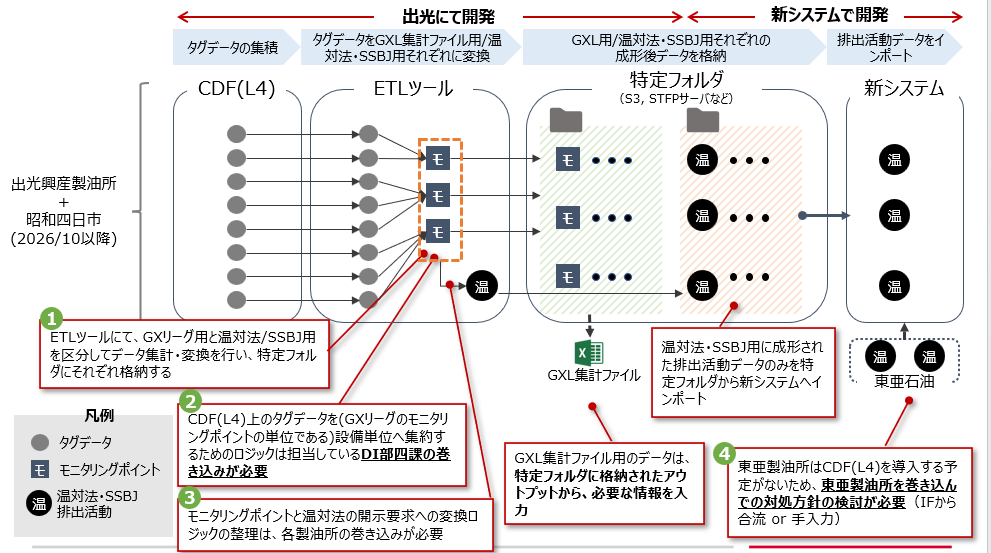 出光にて開発
新システムで開発
タグデータの集積
タグデータをGXL集計ファイル用/温
対法・SSBJ用それぞれに変換
GXL用/温対法・SSBJ用それぞれの
成形後データを格納
排出活動データをイ
ンポート
CDF(L4)
ETLツール
特定フォルダ
(S3, STFPサーバなど)
新システム
出光興産製油所
+
昭和四日市
(2026/10以降)
モ
モ
モ
温
モ
モ
モ
温
温
温
温
温
温
1
ETLツールにて、GXリーグ用と温対法/SSBJ用
を区分してデータ集計・変換を行い、特定フォル
ダにそれぞれ格納する
GXL集計ファイル
温対法・SSBJ用に成形された
排出活動データのみを特
定フォルダから新システムへイ
ンポート
温
温
東亜石油
凡例
タグデータ
モ
モニタリングポイント
温
温対法・SSBJ
排出活動
2
CDF(L4)上のタグデータを(GXリーグのモニタ
リングポイントの単位である)設備単位へ集約す
るためのロジックは担当しているDI部四課の巻
き込みが必要
3
モニタリングポイントと温対法の開示要求への変換ロ
ジックの整理は、各製油所の巻き込みが必要
GXL集計ファイル用のデータは、
特定フォルダに格納されたア
ウトプットから、必要な情報を入
力
4
東亜製油所はCDF(L4)を導入する予
定がないため、東亜製油所を巻き込ん
での対処方針の検討が必要（IFから
合流 or 手入力）